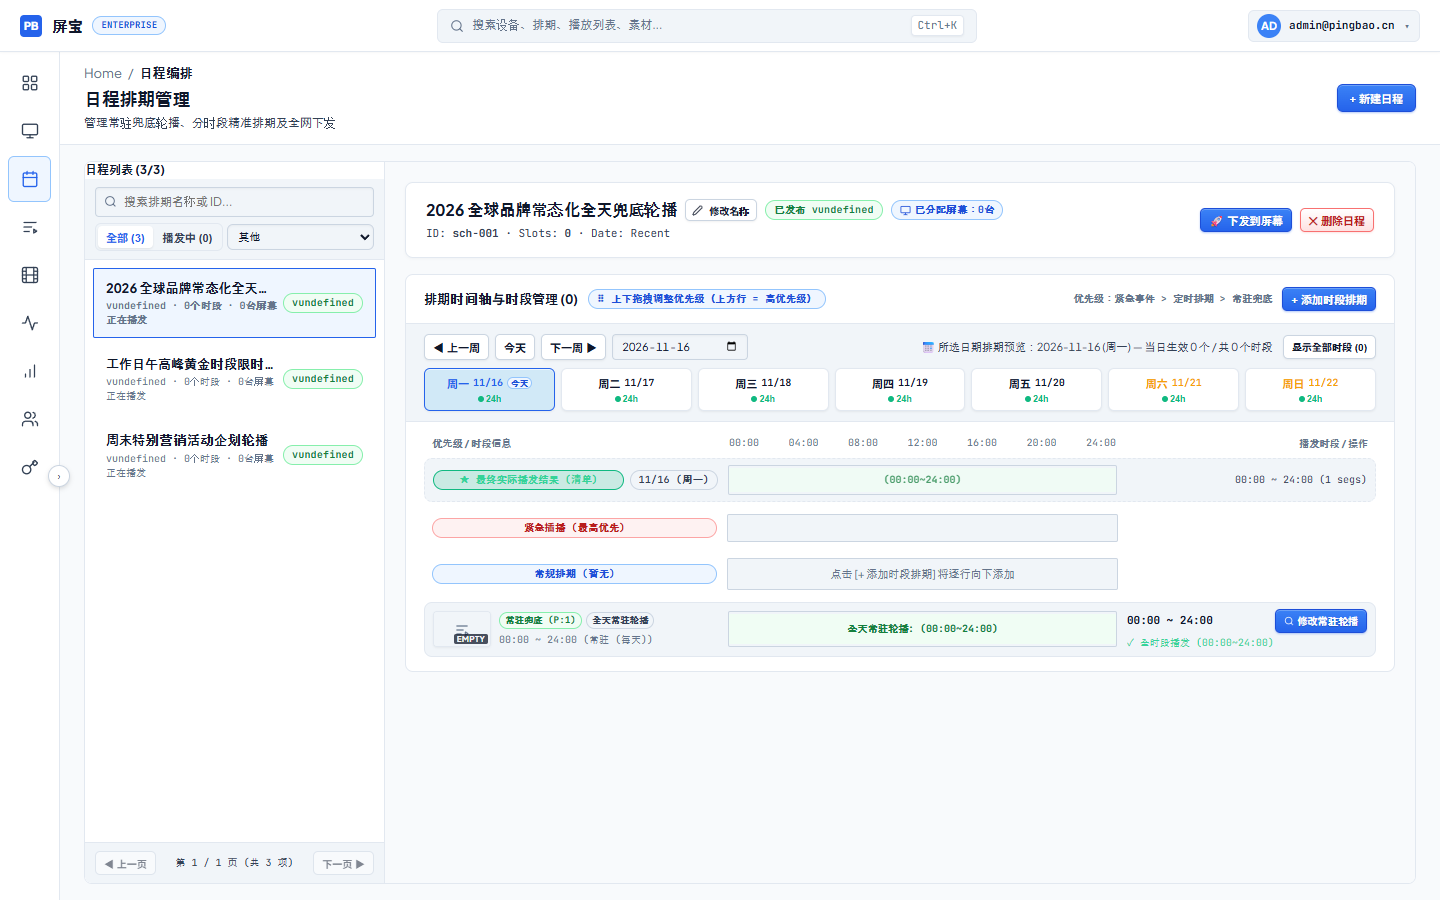 PB 屏宝 ENTERPRISE
搜素设备、排期、播放列表、素材... Ctrl+K
AD admin@pingbao.cn
Home / 日程编排
日程排期管理
管理常驻兜底轮播、分时段精准排期及全网下发
+ 新建日程
日程列表 (3/3)
搜素排期名称或 ID...
全部 (3) 播发中 (0) 其他
2026 全球品牌常态化全天...
vundefined · 0个时段 · 0台屏幕
正在播发
vundefined
工作日午高峰黄金时段限时...
vundefined · 0个时段 · 0台屏幕
正在播发
vundefined
周末特别营销活动企划轮播
vundefined · 0个时段 · 0台屏幕
正在播发
vundefined
◀ 上一页 第 1 / 1 页 (共 3 项) 下一页 ▶
2026 全球品牌常态化全天兜底轮播 修改名称 已发布 vundefined 已分配屏幕：0台
ID: sch-001 · Slots: 0 · Date: Recent
🚀 下发到屏幕 ✕ 删除日程
排期时间轴与时段管理 (0) ⠿ 上下拖拽调整优先级 (上方行 = 高优先级) 优先级：紧急事件 > 定时排期 > 常驻兜底 + 添加时段排期
◀ 上一周 今天 下一周 ▶ 2026-11-16
所选日期排期预览：2026-11-16 (周一) — 当日生效 0 个 / 共 0 个时段 显示全部时段 (0)
周一 11/16 今天 周二 11/17 周三 11/18 周四 11/19 周五 11/20 周六 11/21 周日 11/22
24h 24h 24h 24h 24h 24h 24h
优先级 / 时段信息 00:00 04:00 08:00 12:00 16:00 20:00 24:00 播发时段 / 操作
★ 最终实际播发结果 (清单) 11/16 (周一) (00:00~24:00) 00:00 ~ 24:00 (1 segs)
紧急插播 (最高优先)
常规排期 (暂无) 点击 [+ 添加时段排期] 将逐行向下添加
EMPTY 常驻兜底 (P:1) 全天常驻轮播
00:00 ~ 24:00 (常驻 (每天))
全天常驻轮播: (00:00~24:00)
00:00 ~ 24:00 修改常驻轮播
✓ 全时段播发 (00:00~24:00)